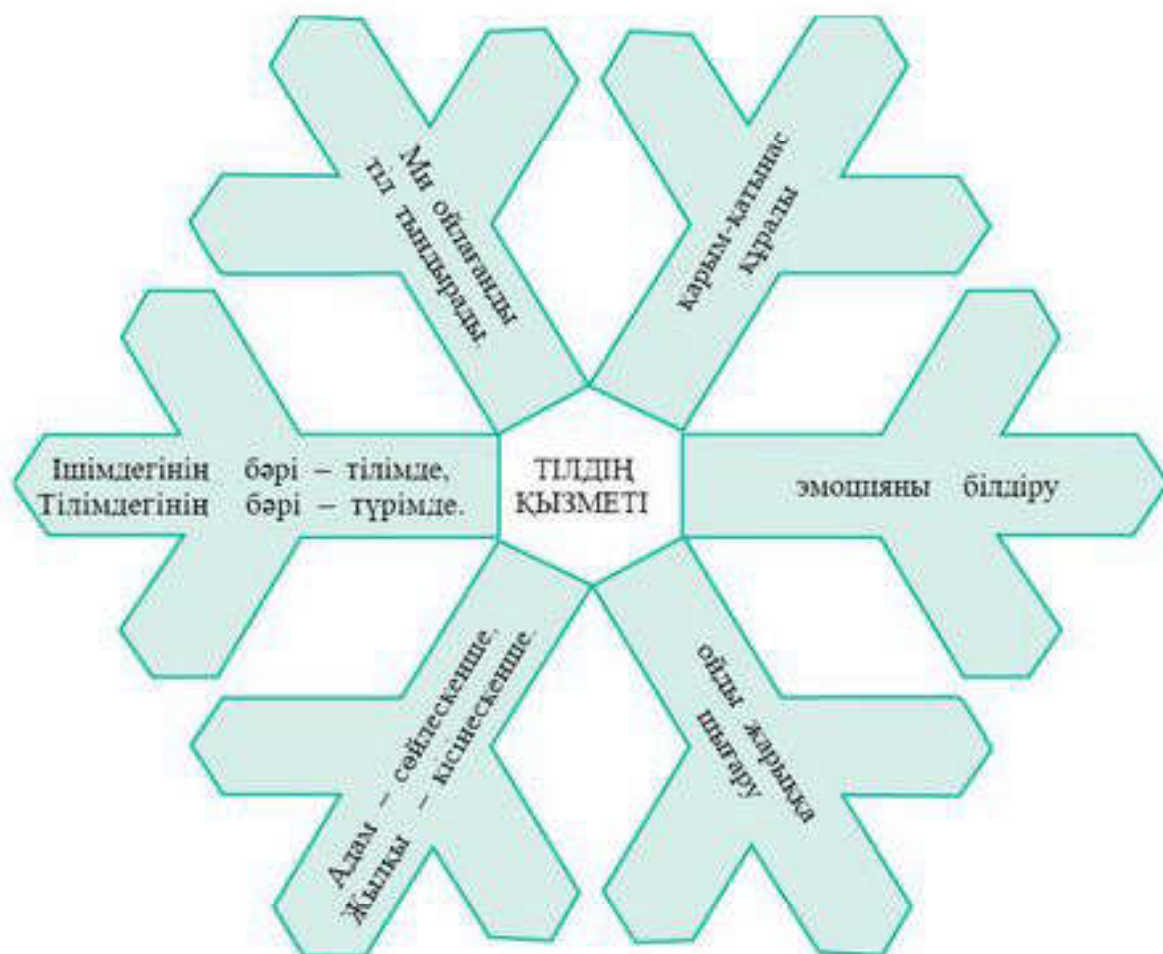 Ми ойлағанды
тіл тындырады.
қарым-қатынас
құралы
Ішімдегінің бәрі – тілімде,
Тілімдегінің бәрі – түрімде.
ТІЛДІҢ
ҚЫЗМЕТІ
эмоцияны білдіру
Адам – сөйлескенше,
Жылқы – кісінескенше.
ойды жарыққа
шығару